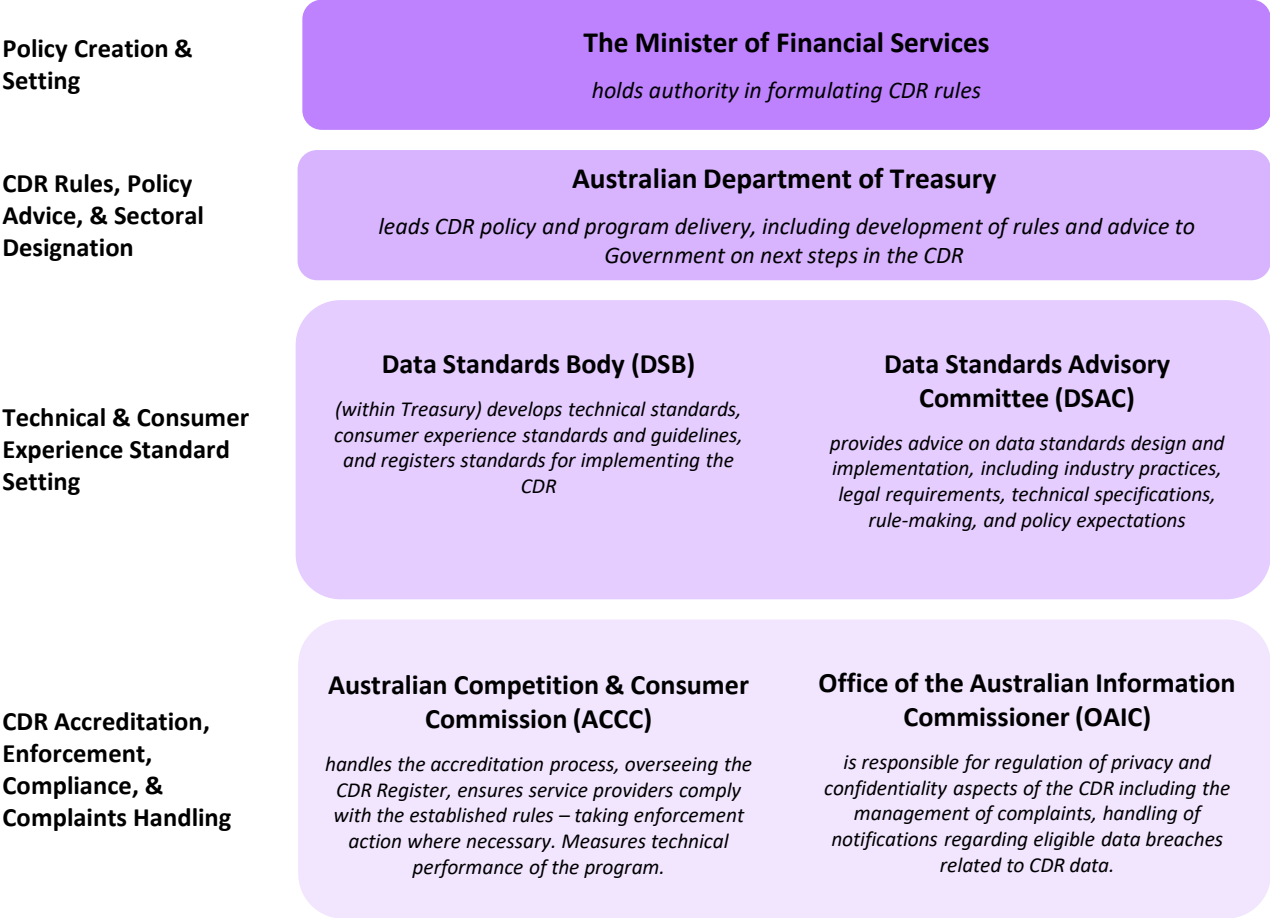 Policy Creation &
Setting
The Minister of Financial Services
holds authority in formulating CDR rules
CDR Rules, Policy
Advice, & Sectoral
Designation
Australian Department of Treasury
leads CDR policy and program delivery, including development of rules and advice to
Government on next steps in the CDR
Technical & Consumer
Experience Standard
Setting
Data Standards Body (DSB)
(within Treasury) develops technical standards,
consumer experience standards and guidelines,
and registers standards for implementing the
CDR
Data Standards Advisory
Committee (DSAC)
provides advice on data standards design and
implementation, including industry practices,
legal requirements, technical specifications,
rule-making, and policy expectations
CDR Accreditation,
Enforcement,
Compliance, &
Complaints Handling
Australian Competition & Consumer
Commission (ACCC)
handles the accreditation process, overseeing the
CDR Register, ensures service providers comply
with the established rules – taking enforcement
action where necessary. Measures technical
performance of the program.
Office of the Australian Information
Commissioner (OAIC)
is responsible for regulation of privacy and
confidentiality aspects of the CDR including the
management of complaints, handling of
notifications regarding eligible data breaches
related to CDR data.